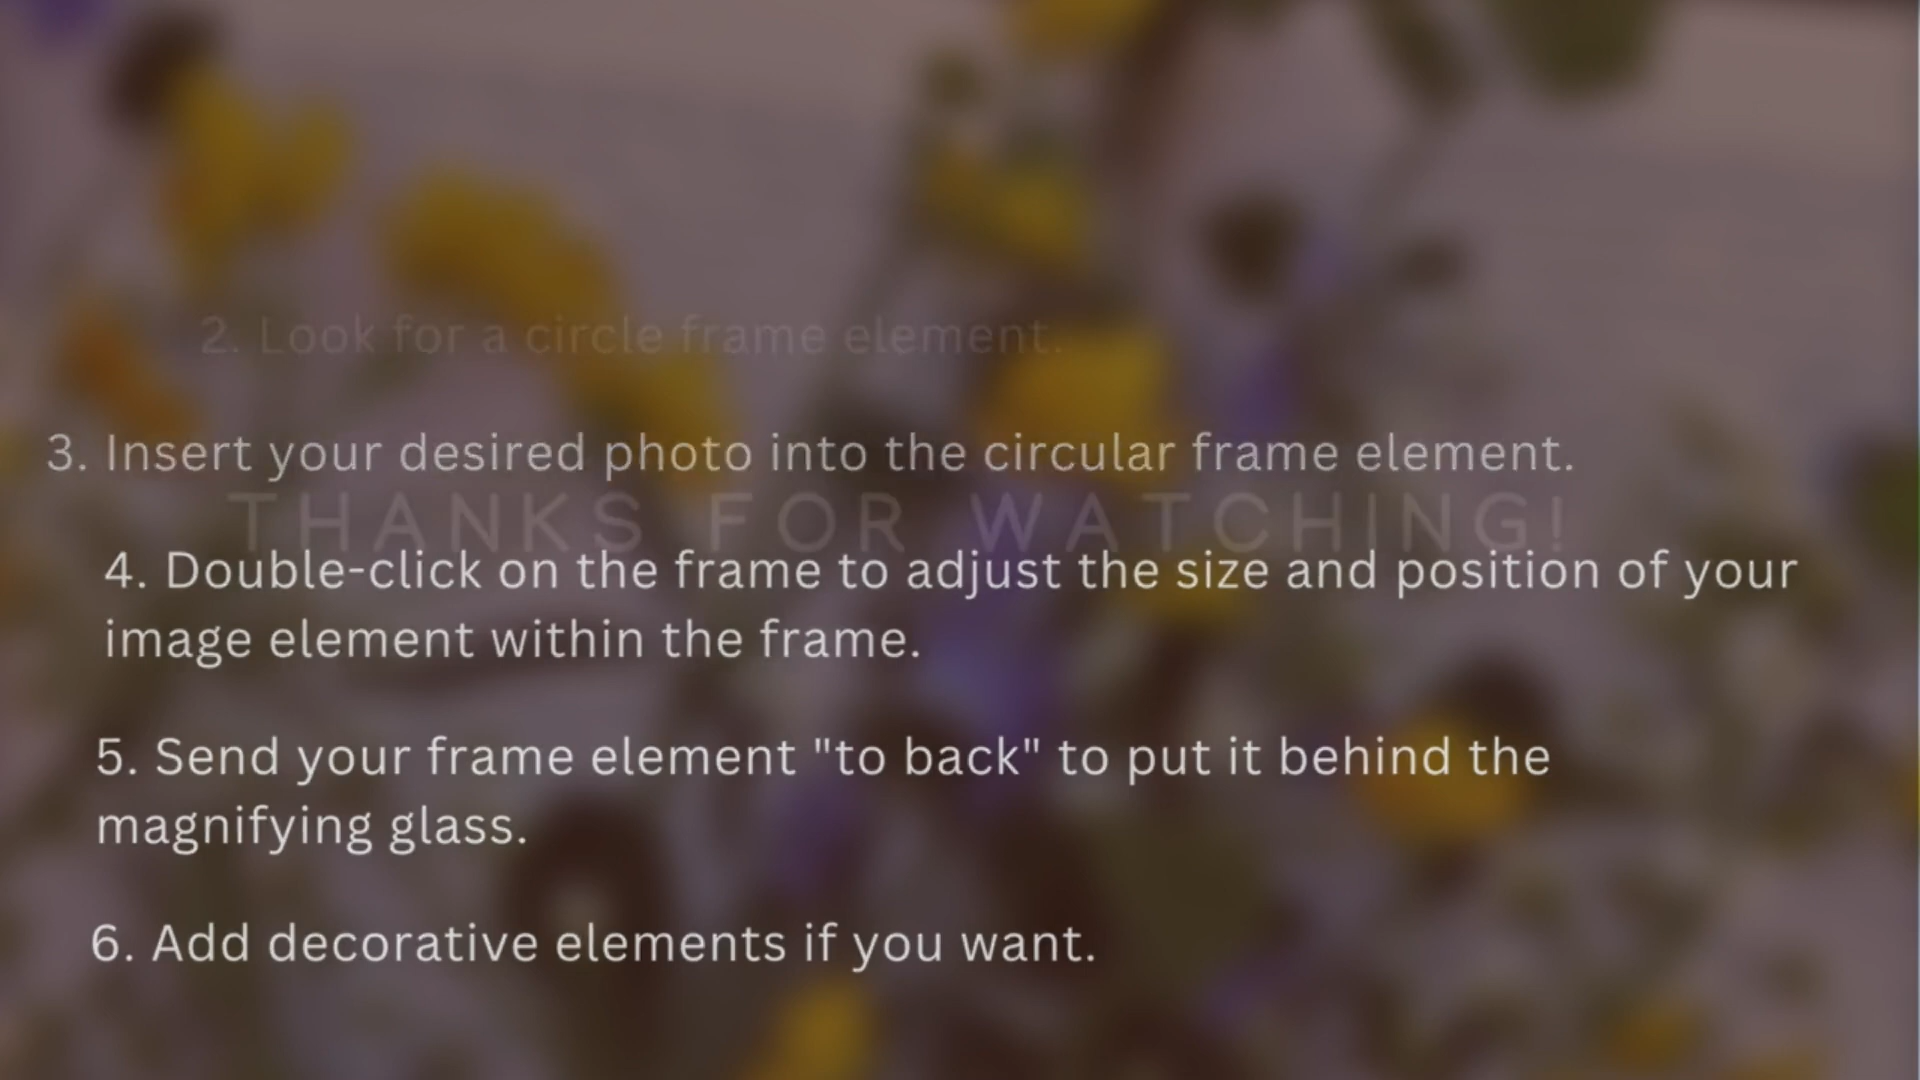 2. Look for a circle frame element.
3. Insert your desired photo into the circular frame element.
THANKS FOR WATCHING!
4. Double-click on the frame to adjust the size and position of your
image element within the frame.
5. Send your frame element "to back" to put it behind the
magnifying glass.
6. Add decorative elements if you want.